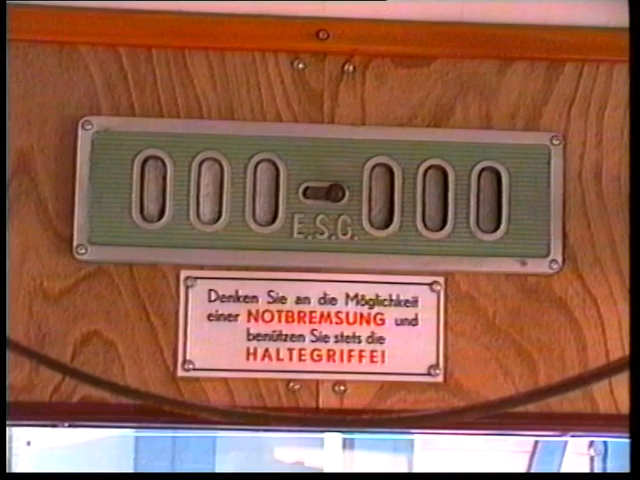 E.S.G.
Denken Sie an die Möglichkeit
einer NOTBREMSUNG und
benützen Sie stets die
HALTEGRIFFE!